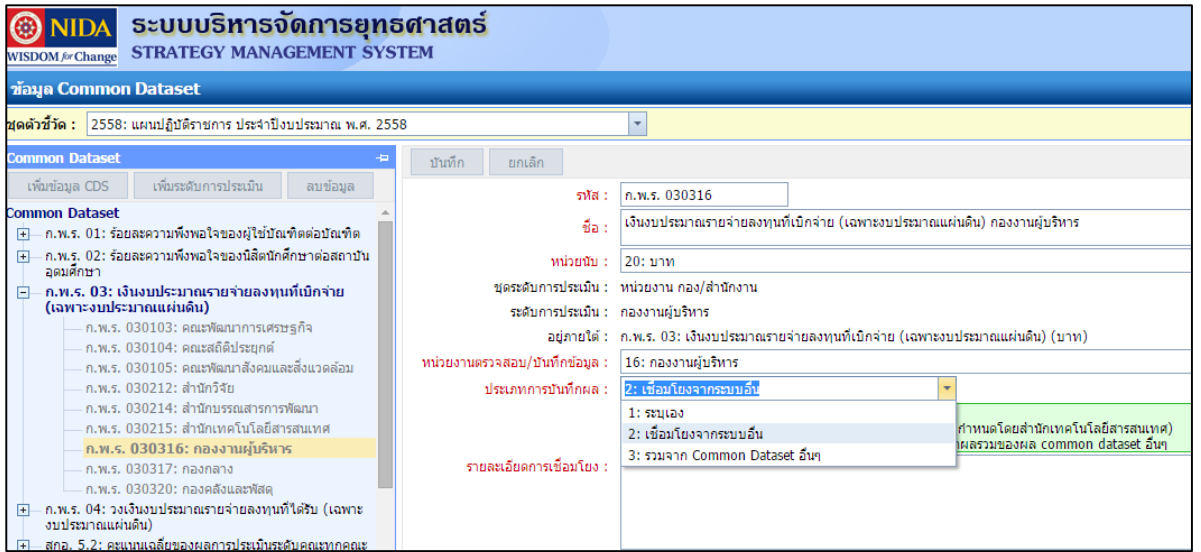 NIDA
WISDOM for Change
ระบบบริหารจัดการยุทธศาสตร์
STRATEGY MANAGEMENT SYSTEM
ข้อมูล Common Dataset
ชุดตัวชี้วัด : 2558: แผนปฏิบัติราชการ ประจำปีงบประมาณ พ.ศ. 2558
Common Dataset
เพิ่มข้อมูล CDS เพิ่มระดับการประเมิน ลบข้อมูล
Common Dataset
ก.พ.ร. 01: ร้อยละความพึงพอใจของผู้ใช้บัณฑิตต่อบัณฑิต
ก.พ.ร. 02: ร้อยละความพึงพอใจของนิสิตนักศึกษาต่อสถาบัน
อุดมศึกษา
ก.พ.ร. 03: เงินงบประมาณรายจ่ายลงทุนที่เบิกจ่าย
(เฉพาะงบประมาณแผ่นดิน)
ก.พ.ร. 030103: คณะพัฒนาการเศรษฐกิจ
ก.พ.ร. 030104: คณะสถิติประยุกต์
ก.พ.ร. 030105: คณะพัฒนาสังคมและสิ่งแวดล้อม
ก.พ.ร. 030212: สำนักวิจัย
ก.พ.ร. 030214: สำนักบรรณสารการพัฒนา
ก.พ.ร. 030215: สำนักเทคโนโลยีสารสนเทศ
ก.พ.ร. 030316: กองงานผู้บริหาร
ก.พ.ร. 030317: กองกลาง
ก.พ.ร. 030320: กองคลังและพัสดุ
ก.พ.ร. 04: วงเงินงบประมาณรายจ่ายลงทุนที่ได้รับ (เฉพาะ
งบประมาณแผ่นดิน)
สกอ. 5.2: คะแนนเฉลี่ยของผลการประเมินระดับคณะทุกคณะ
บันทึก ยกเลิก
รหัส : ก.พ.ร. 030316
ชื่อ : เงินงบประมาณรายจ่ายลงทุนที่เบิกจ่าย (เฉพาะงบประมาณแผ่นดิน) กองงานผู้บริหาร
หน่วยนับ : 20: บาท
ชุดระดับการประเมิน : หน่วยงาน กอง/สำนักงาน
ระดับการประเมิน : กองงานผู้บริหาร
อยู่ภายใต้ : ก.พ.ร. 03: เงินงบประมาณรายจ่ายลงทุนที่เบิกจ่าย (เฉพาะงบประมาณแผ่นดิน) (บาท)
หน่วยงานตรวจสอบ/บันทึกข้อมูล : 16: กองงานผู้บริหาร
ประเภทการบันทึกผล : 2: เชื่อมโยงจากระบบอื่น
1: ระบุเอง
2: เชื่อมโยงจากระบบอื่น
3: รวมจาก Common Dataset อื่นๆ
กำหนดโดยสำนักเทคโนโลยีสารสนเทศ)
ผลรวมของผล common dataset อื่นๆ
รายละเอียดการเชื่อมโยง :